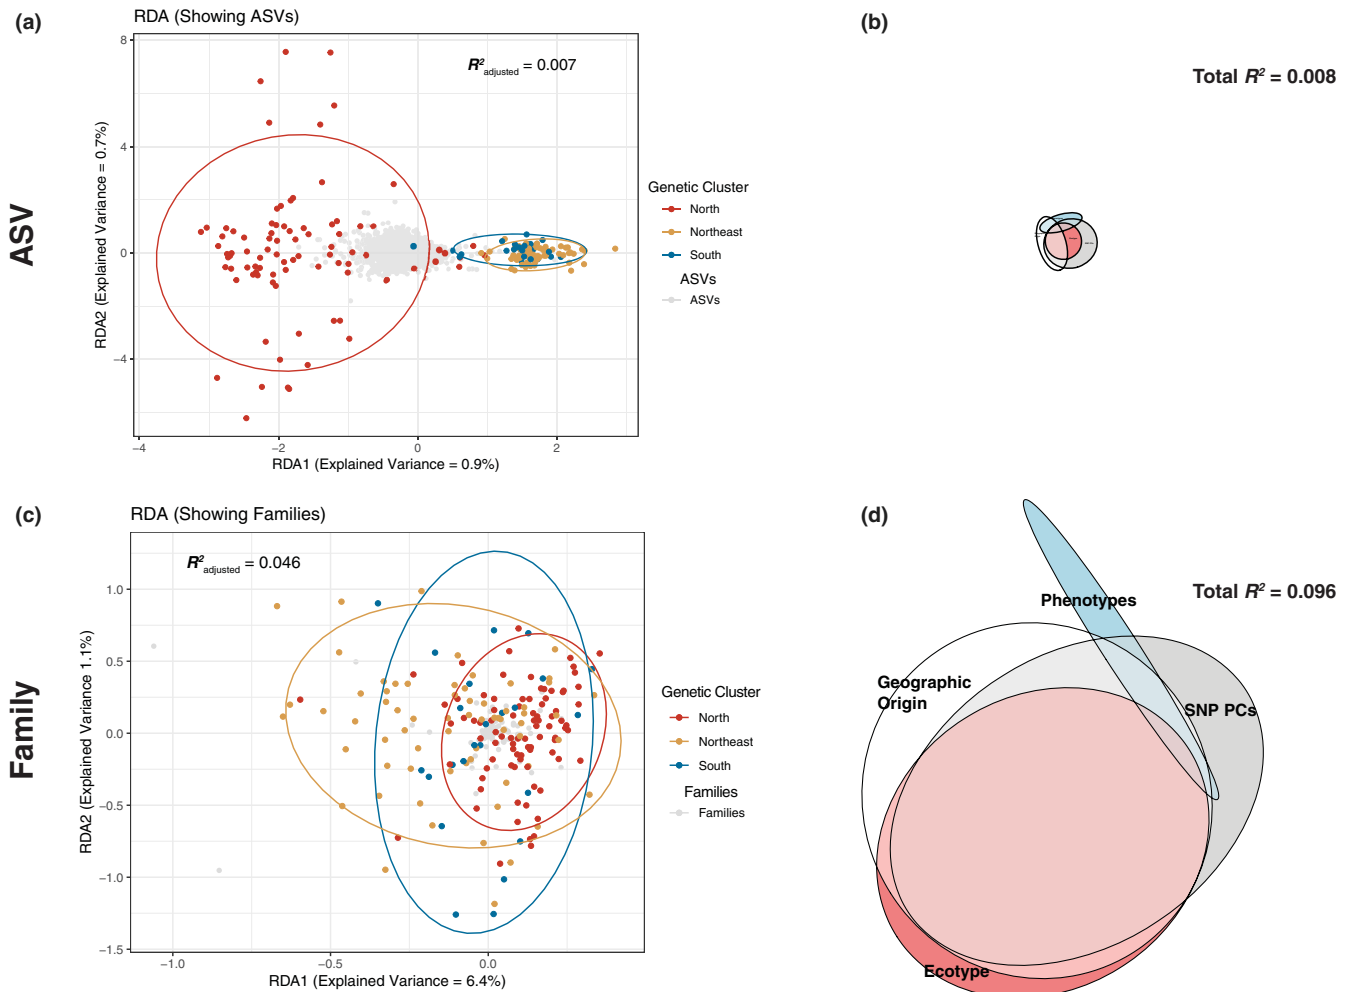 (a)
RDA (Showing ASVs)
(b)
ASV
R²adjusted = 0.007
Total R² = 0.008
8
4
0
−4
RDA2 (Explained Variance = 0.7%)
−4
−2
0
2
RDA1 (Explained Variance = 0.9%)
Genetic Cluster
North
Northeast
South
ASVs
ASVs
(c)
RDA (Showing Families)
(d)
Family
R²adjusted = 0.046
Total R² = 0.096
1.0
0.5
0.0
−0.5
−1.0
−1.5
RDA2 (Explained Variance 1.1%)
−1.0
−0.5
0.0
RDA1 (Explained Variance = 6.4%)
Genetic Cluster
North
Northeast
South
Families
Families
Phenotypes
Geographic
Origin
SNP PCs
Ecotype